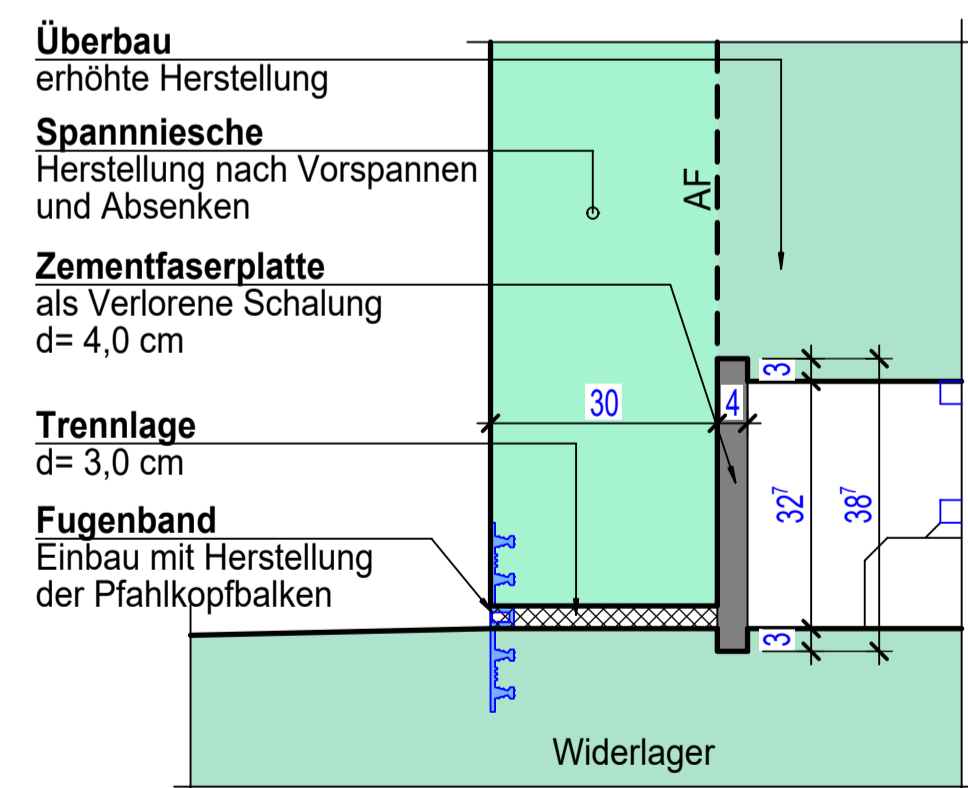 Überbau
erhöhte Herstellung
Spannniesche
Herstellung nach Vorspannen
und Absenken
AF
Zementfaserplatte
als Verlorene Schalung
d= 4,0 cm
3
30
4
Trennlage
d= 3,0 cm
32⁷
38⁷
Fugenband
Einbau mit Herstellung
der Pfahlkopfbalken
3
Widerlager